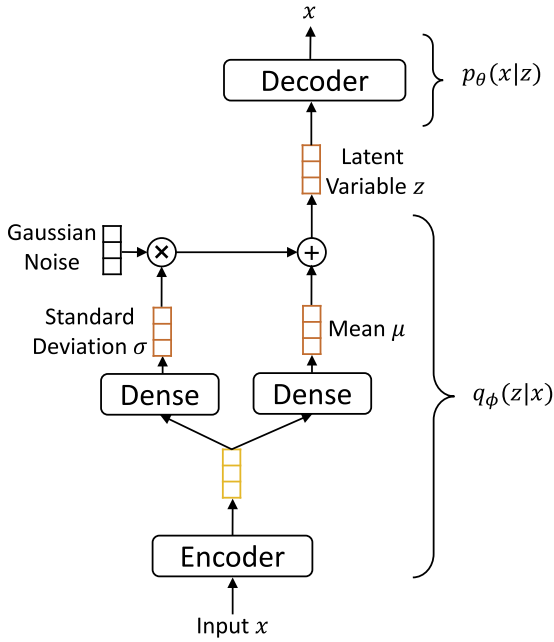 x
Decoder
pθ(x|z)
Latent
Variable z
Gaussian
Noise
×
+
Standard
Deviation σ
Mean μ
Dense
Dense
qϕ(z|x)
Encoder
Input x